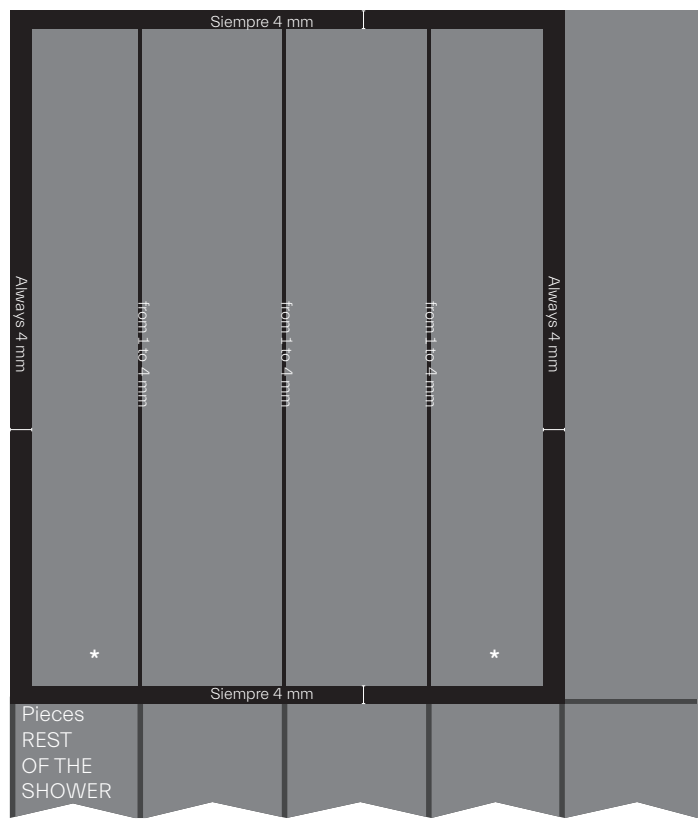 Siempre 4 mm
Always 4 mm
from 1 to 4 mm
from 1 to 4 mm
from 1 to 4 mm
Always 4 mm
*
*
Siempre 4 mm
Pieces
REST
OF THE
SHOWER